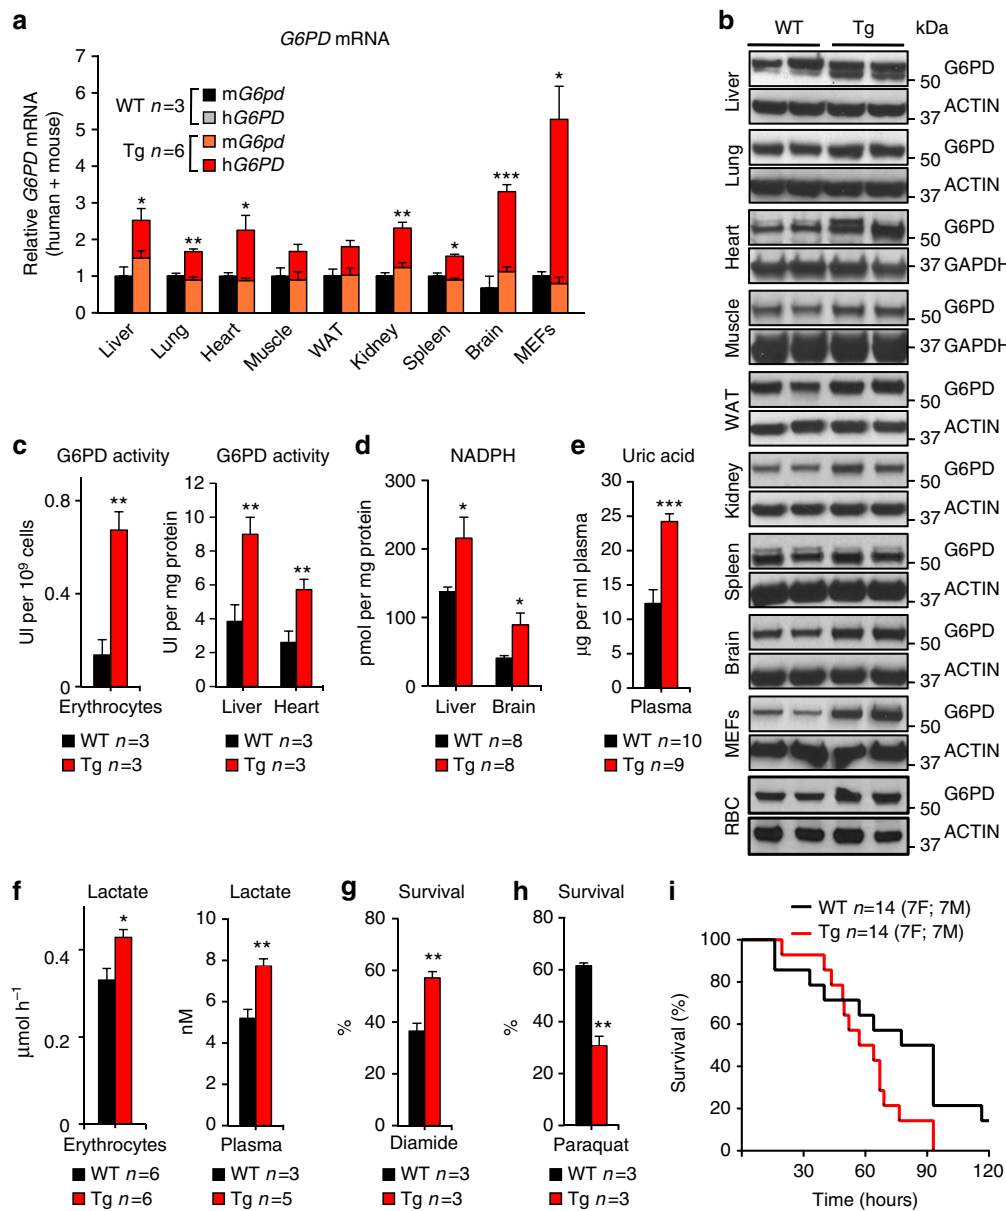 a
G6PD mRNA
Relative G6PD mRNA
(human + mouse)
7
6
5
4
3
2
1
0
WT n=3
mG6pd
hG6PD
Tg n=6
mG6pd
hG6PD
*
**
*
**
*
***
*
Liver
Lung
Heart
Muscle
WAT
Kidney
Spleen
Brain
MEFs
b
WT
Tg
kDa
Liver
G6PD
50
ACTIN
37
Lung
G6PD
50
ACTIN
37
Heart
G6PD
50
37 GAPDH
Muscle
G6PD
50
37 GAPDH
WAT
G6PD
50
ACTIN
37
Kidney
G6PD
50
ACTIN
37
Spleen
G6PD
50
ACTIN
37
Brain
G6PD
50
ACTIN
37
MEFs
G6PD
50
ACTIN
37
RBC
G6PD
50
ACTIN
37
c
G6PD activity
UI per 10⁹ cells
0.8
0.4
0
**
Erythrocytes
WT n=3
Tg n=3
G6PD activity
UI per mg protein
12
10
8
6
4
2
0
**
**
Liver
Heart
WT n=3
Tg n=3
d
NADPH
pmol per mg protein
300
200
100
0
*
*
Liver
Brain
WT n=8
Tg n=8
e
Uric acid
µg per ml plasma
30
25
20
15
10
5
0
***
Plasma
WT n=10
Tg n=9
f
Lactate
µmol h⁻¹
0.4
0.2
0
*
Erythrocytes
WT n=6
Tg n=6
Lactate
nM
10
8
6
4
2
0
**
Plasma
WT n=3
Tg n=5
g
Survival
%
80
60
40
20
0
**
Diamide
WT n=3
Tg n=3
h
Survival
%
80
60
40
20
0
**
Paraquat
WT n=3
Tg n=3
i
WT n=14 (7F; 7M)
Tg n=14 (7F; 7M)
Survival (%)
100
80
60
40
20
0
30
60
90
120
Time (hours)